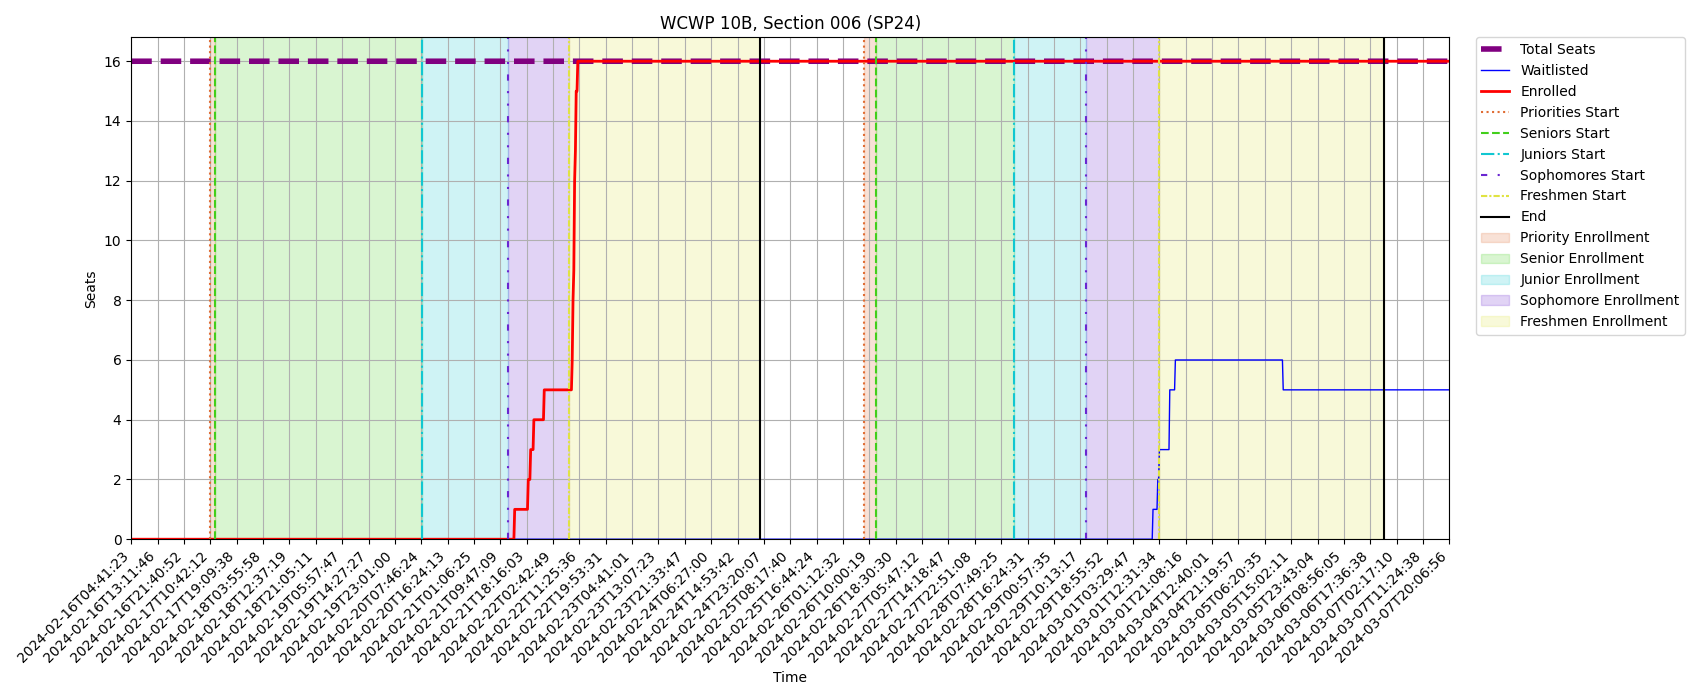 WCWP 10B, Section 006 (SP24)
Seats
16
14
12
10
8
6
4
2
0
2024-02-16T04:41:23
2024-02-16T13:11:46
2024-02-16T21:40:52
2024-02-17T10:42:12
2024-02-17T19:09:38
2024-02-18T03:55:58
2024-02-18T12:37:19
2024-02-18T21:05:11
2024-02-19T05:57:47
2024-02-19T14:27:27
2024-02-19T23:01:00
2024-02-20T07:46:24
2024-02-20T16:24:13
2024-02-21T01:06:25
2024-02-21T09:47:09
2024-02-21T18:16:03
2024-02-22T02:42:49
2024-02-22T11:25:36
2024-02-22T19:53:31
2024-02-23T04:41:01
2024-02-23T13:07:23
2024-02-23T21:33:47
2024-02-24T06:27:00
2024-02-24T14:53:42
2024-02-24T23:20:07
2024-02-25T08:17:40
2024-02-25T16:44:24
2024-02-26T01:12:32
2024-02-26T10:00:19
2024-02-26T18:30:30
2024-02-27T05:47:12
2024-02-27T14:18:47
2024-02-27T22:51:08
2024-02-28T07:49:25
2024-02-28T16:24:31
2024-02-29T00:57:35
2024-02-29T10:13:17
2024-02-29T18:55:52
2024-03-01T03:29:47
2024-03-01T12:31:34
2024-03-01T21:08:16
2024-03-04T12:40:01
2024-03-04T21:19:57
2024-03-05T06:20:35
2024-03-05T15:02:11
2024-03-05T23:43:04
2024-03-06T08:56:05
2024-03-06T17:36:38
2024-03-07T02:17:10
2024-03-07T11:24:38
2024-03-07T20:06:56
Time
Total Seats
Waitlisted
Enrolled
Priorities Start
Seniors Start
Juniors Start
Sophomores Start
Freshmen Start
End
Priority Enrollment
Senior Enrollment
Junior Enrollment
Sophomore Enrollment
Freshmen Enrollment